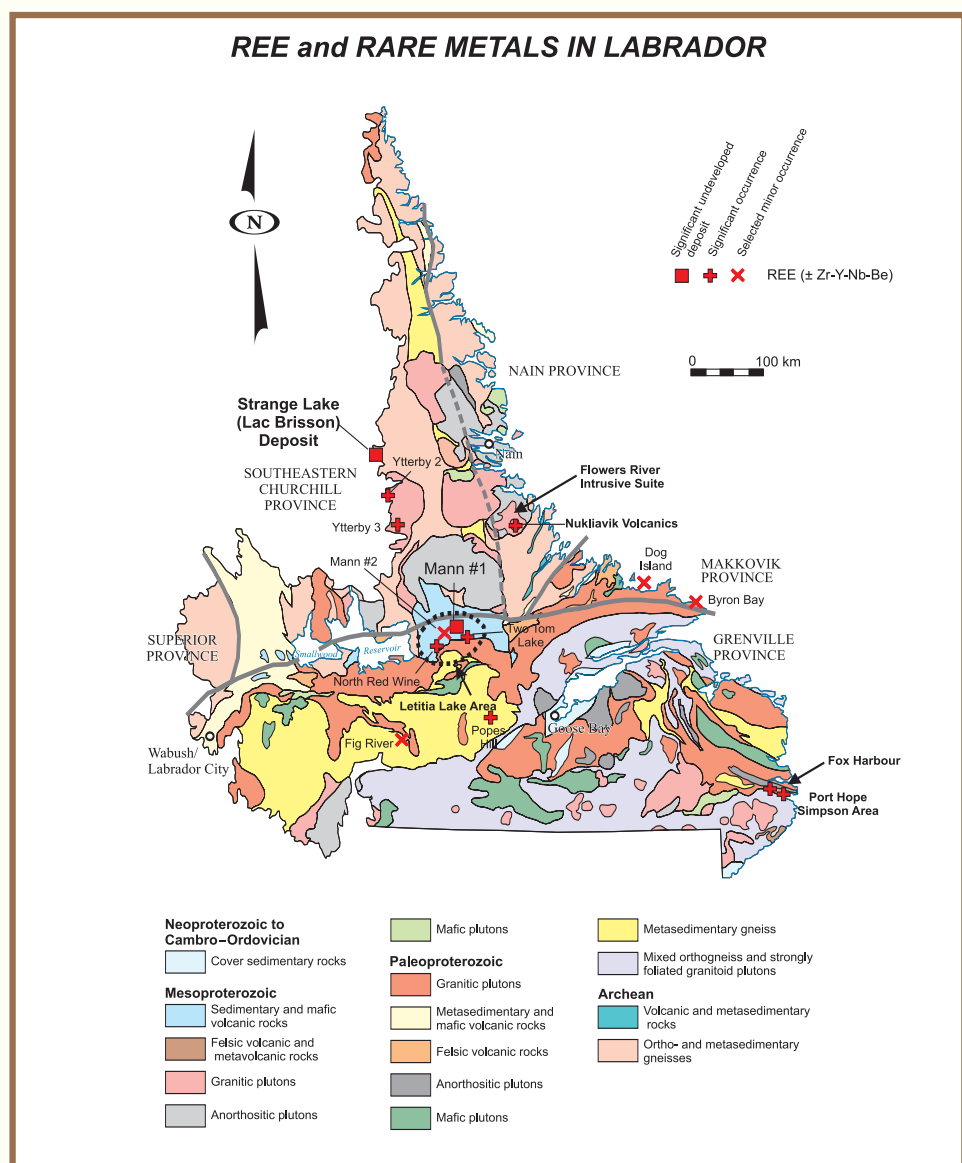 REE and RARE METALS IN LABRADOR
N
Significant undeveloped
deposit
Significant occurrence
Selected minor occurrence
REE (± Zr-Y-Nb-Be)
0 100 km
NAIN PROVINCE
Strange Lake
(Lac Brisson)
Deposit
Nain
Ytterby 2
SOUTHEASTERN
CHURCHILL
PROVINCE
Flowers River
Intrusive Suite
Ytterby 3
Nukliavik Volcanics
Mann #2
Mann #1
Dog
Island
MAKKOVIK
PROVINCE
Byron Bay
SUPERIOR
PROVINCE
Smallwood
Reservoir
Two Tom
Lake
GRENVILLE
PROVINCE
North Red Wine
Letitia Lake Area
Popes
Hill
Goose Bay
Wabush/
Labrador City
Fig River
Fox Harbour
Port Hope
Simpson Area
Neoproterozoic to
Cambro–Ordovician
Cover sedimentary rocks
Mesoproterozoic
Sedimentary and mafic
volcanic rocks
Felsic volcanic and
metavolcanic rocks
Granitic plutons
Anorthositic plutons
Mafic plutons
Paleoproterozoic
Granitic plutons
Metasedimentary and
mafic volcanic rocks
Felsic volcanic rocks
Anorthositic plutons
Mafic plutons
Metasedimentary gneiss
Mixed orthogneiss and strongly
foliated granitoid plutons
Archean
Volcanic and metasedimentary
rocks
Ortho- and metasedimentary
gneisses